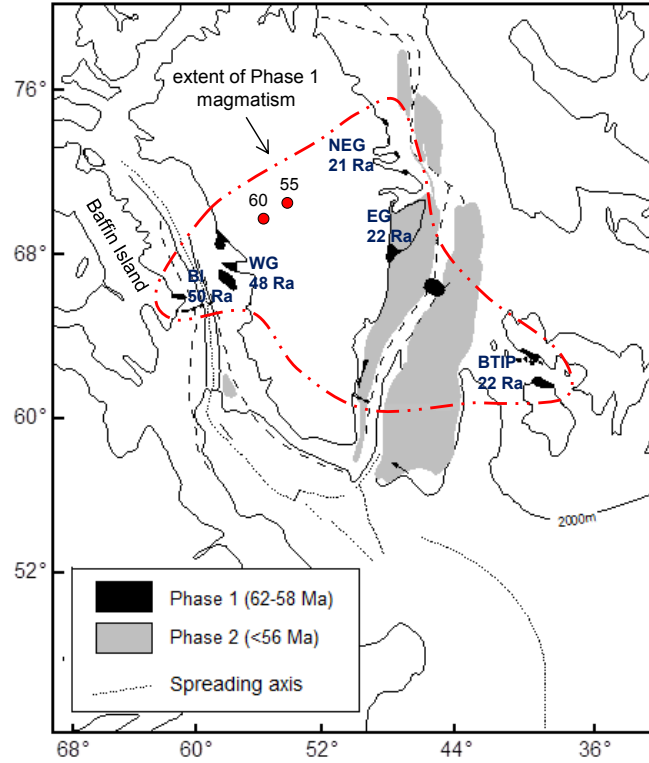 76°
extent of Phase 1
magmatism
NEG
21 Ra
55
60
EG
22 Ra
68°
Baffin Island
WG
48 Ra
BI
50 Ra
BTIP
22 Ra
60°
2000m
52°
Phase 1 (62-58 Ma)
Phase 2 (<56 Ma)
Spreading axis
68°
60°
52°
44°
36°